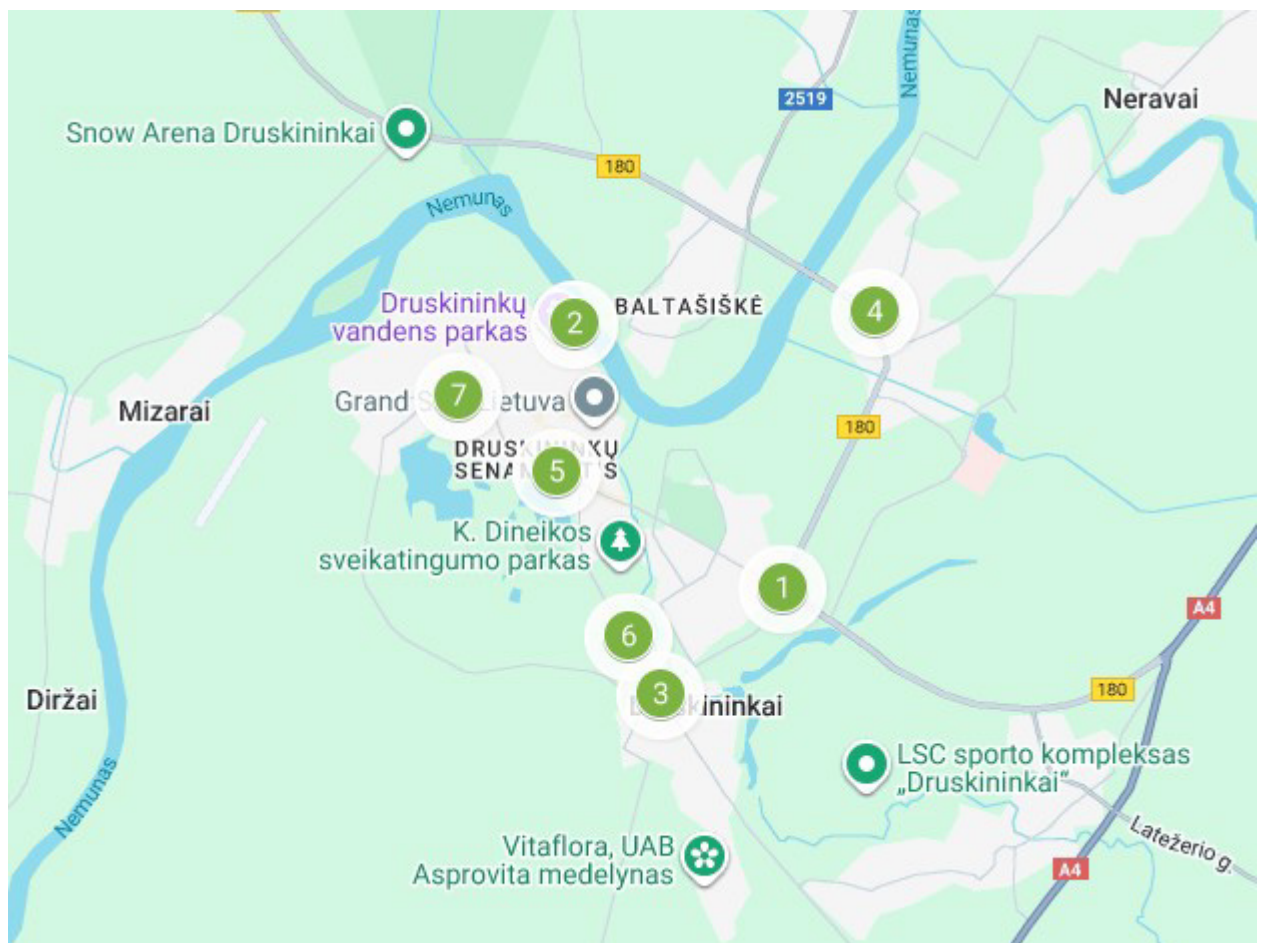 2519
Nemunas
Neravai
Snow Arena Druskininkai
180
Nemunas
Druskininkų
vandens parkas
2
BALTAŠIŠKĖ
4
7
Grand
Lietuva
Mizarai
180
5
K. Dineikos
sveikatingumo parkas
1
A4
6
3
180
Diržai
LSC sporto kompleksas
„Druskininkai“
Nemunas
Latežerio g.
Vitaflora, UAB
Asprovita medelynas
A4